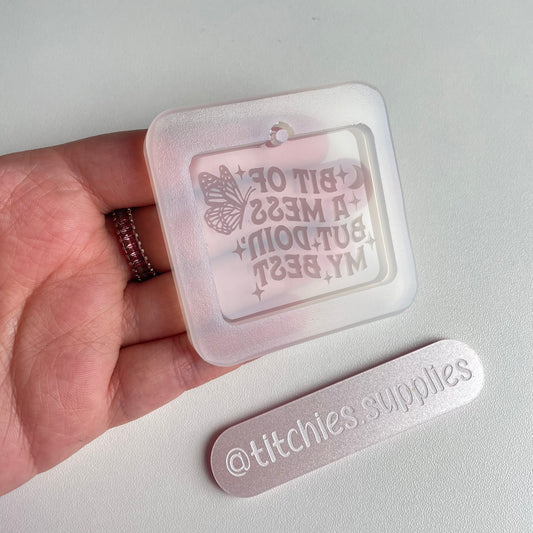 BIT OF
A MESS
BUT DOIN'
MY BEST
@titchies.supplies